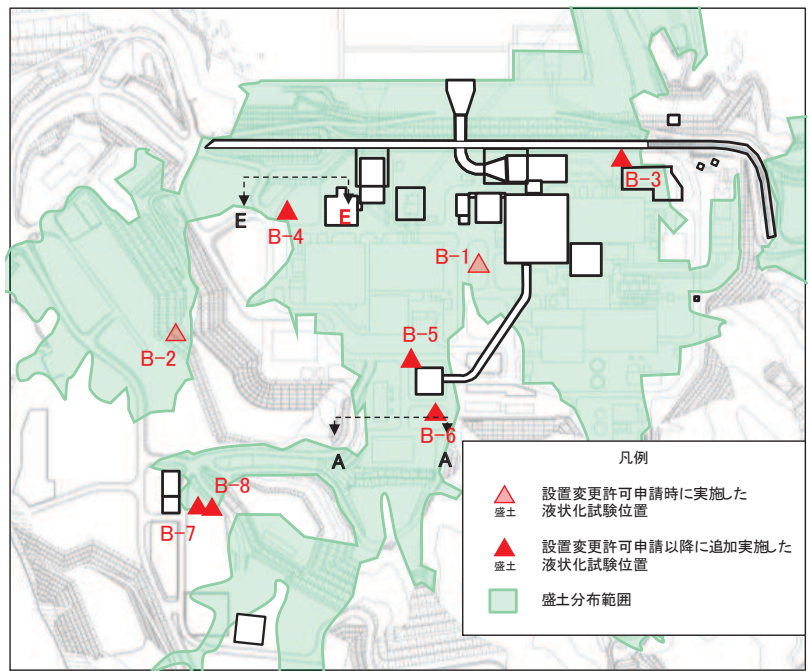 B-3
E
E
B-4
B-1
B-2
B-5
B-6
A
A
B-8
B-7
凡例
盛土
設置変更許可申請時に実施した
液状化試験位置
盛土
設置変更許可申請以降に追加実施した
液状化試験位置
盛土分布範囲